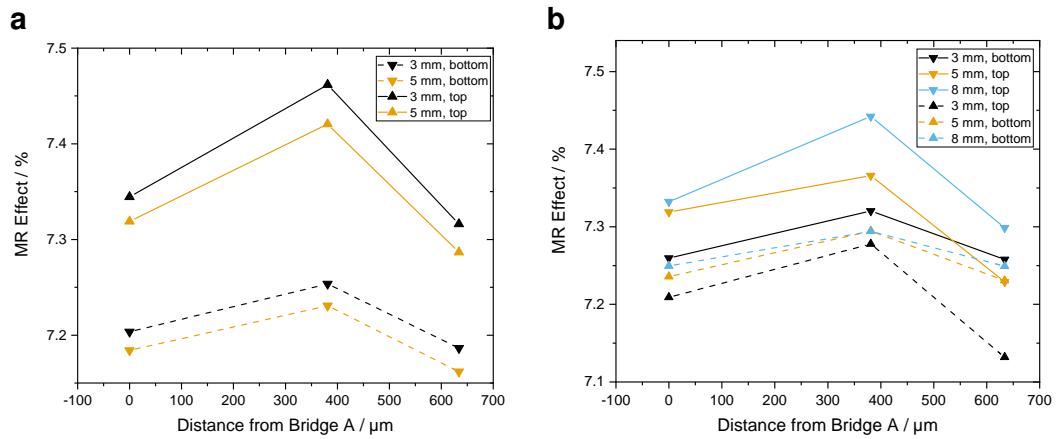 a
7.5
7.4
7.3
7.2
MR Effect / %
3 mm, bottom
5 mm, bottom
3 mm, top
5 mm, top
-100 0 100 200 300 400 500 600 700
Distance from Bridge A / µm
b
7.5
7.4
7.3
7.2
7.1
MR Effect / %
3 mm, bottom
5 mm, top
8 mm, top
3 mm, top
5 mm, bottom
8 mm, bottom
-100 0 100 200 300 400 500 600 700
Distance from Bridge A / µm